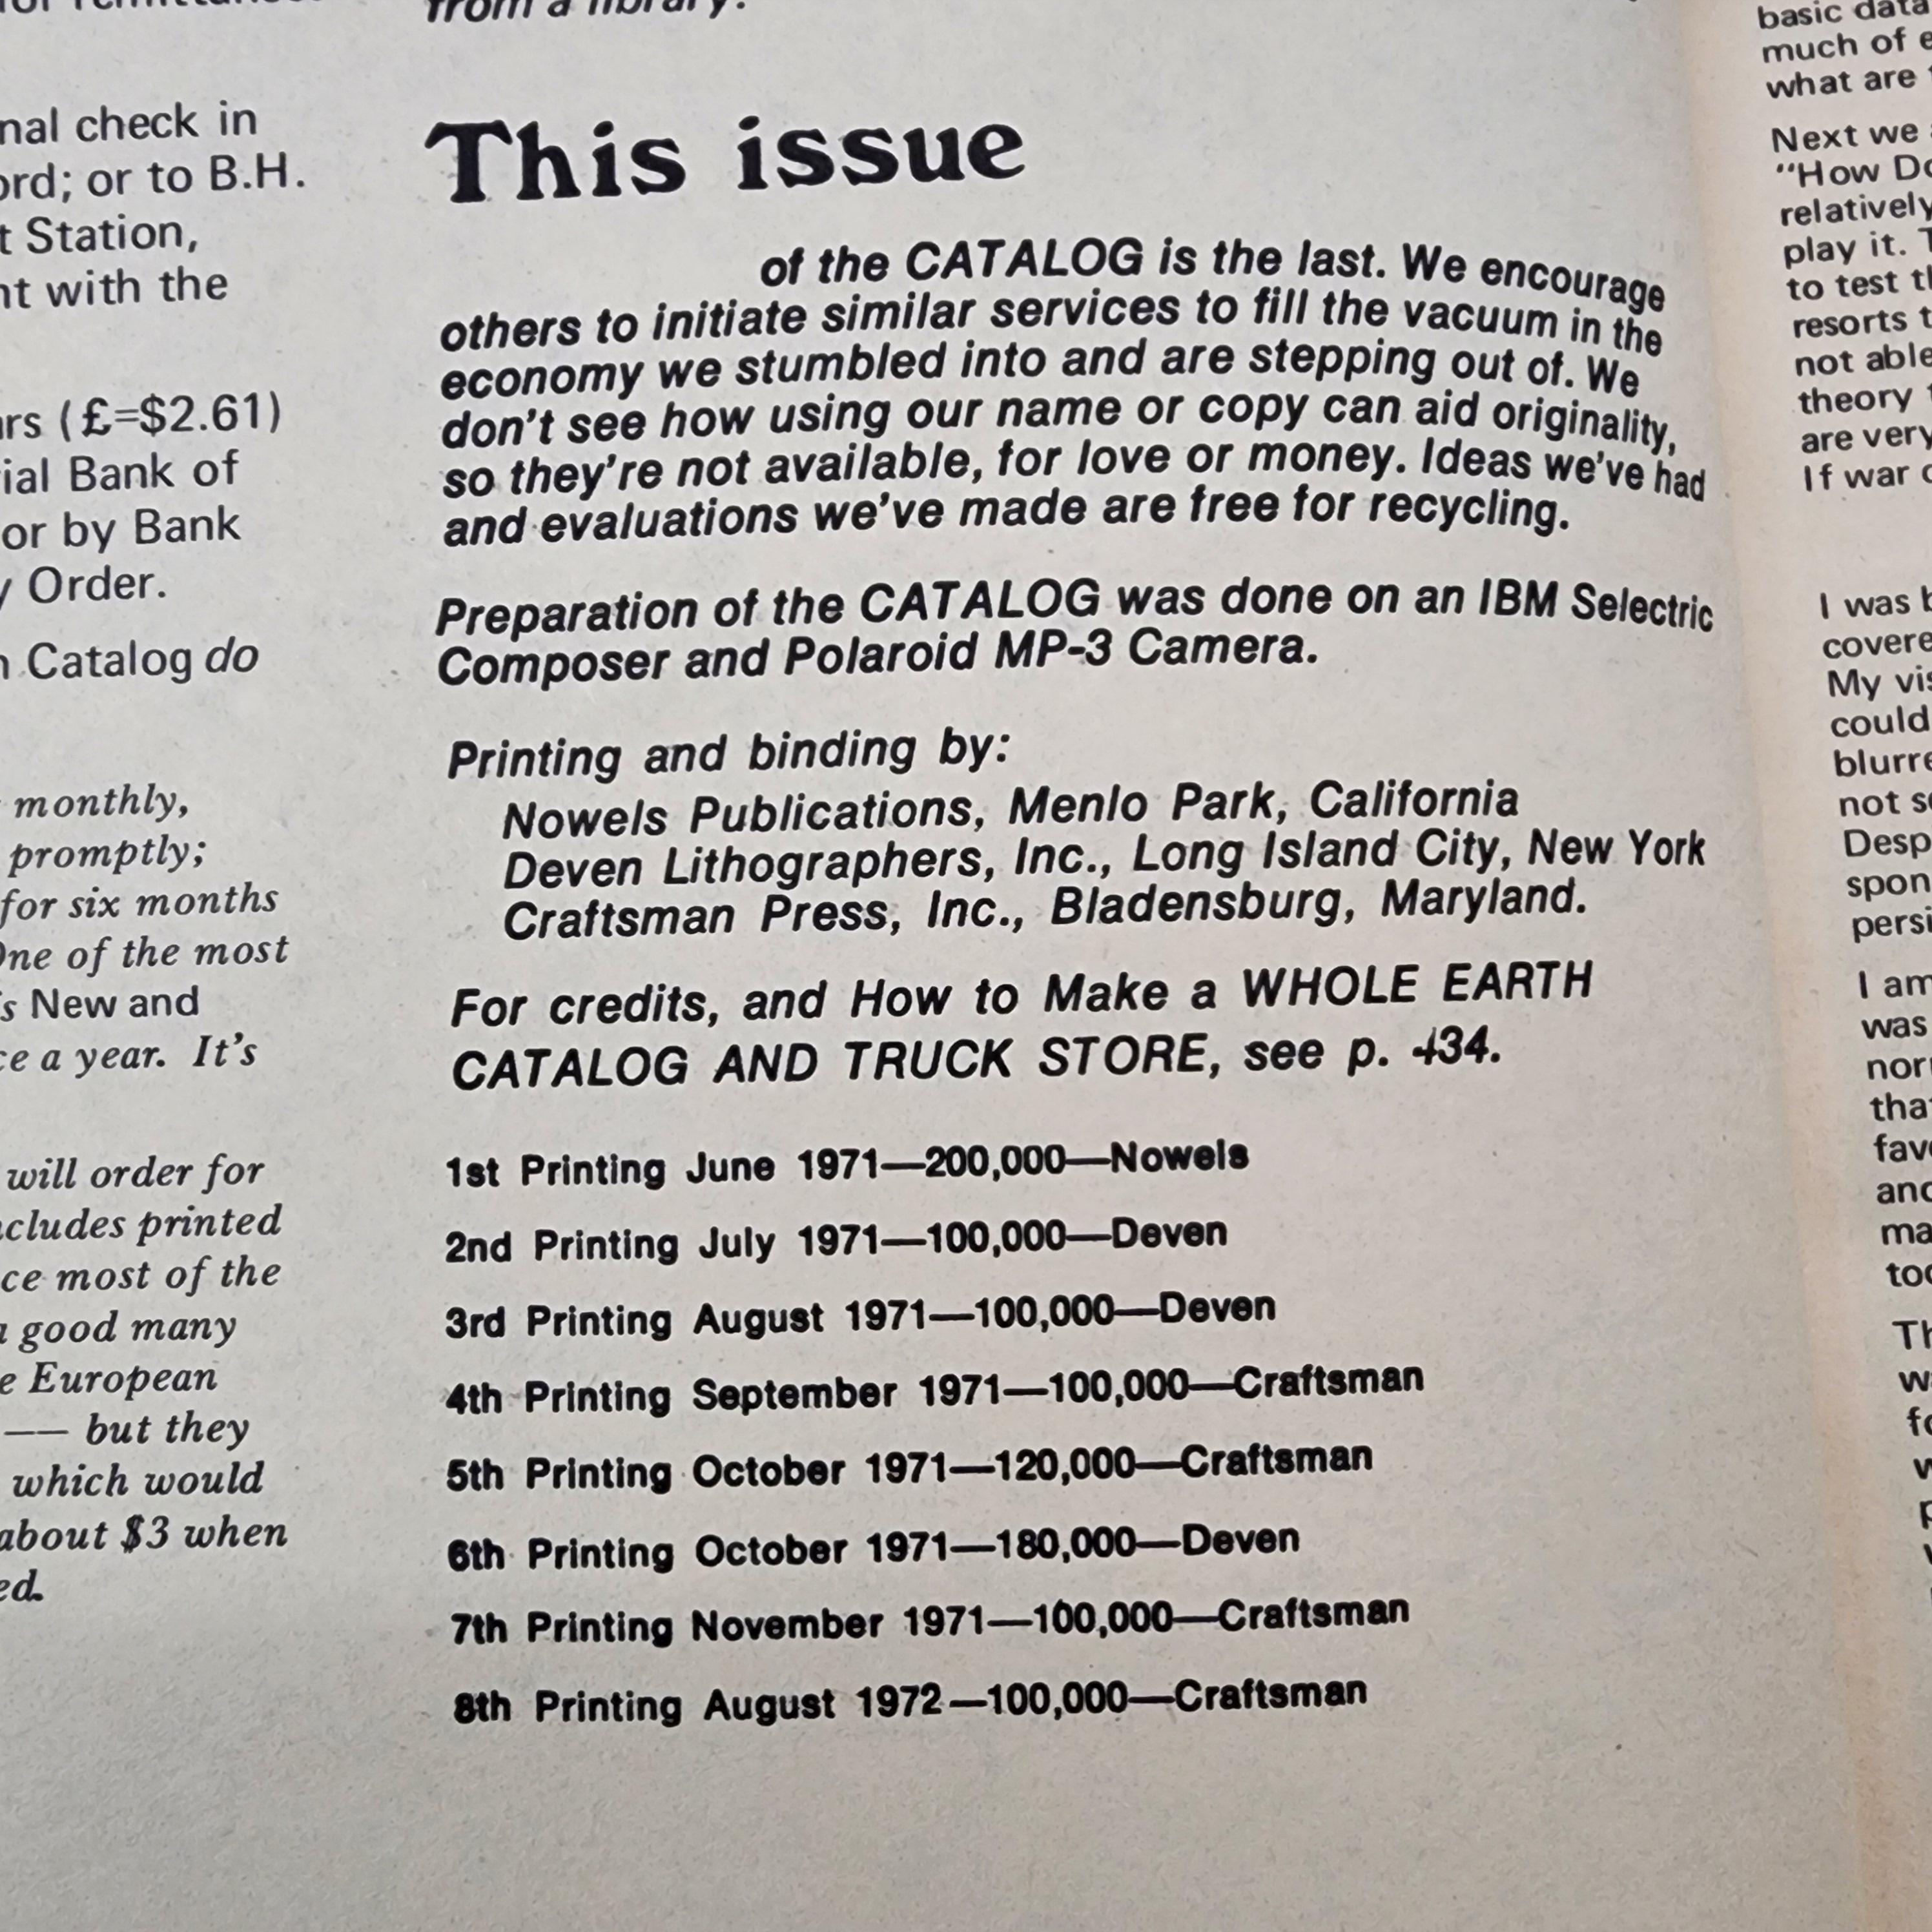 from a library.
nal check in
ord; or to B.H.
t Station,
nt with the
rs (£=$2.61)
ial Bank of
or by Bank
y Order.
n Catalog do
monthly,
promptly;
for six months
One of the most
's New and
ce a year. It's
will order for
ncludes printed
ce most of the
a good many
e European
—— but they
which would
about $3 when
ed.
This issue
of the CATALOG is the last. We encourage
others to initiate similar services to fill the vacuum in the
economy we stumbled into and are stepping out of. We
don't see how using our name or copy can aid originality,
so they're not available, for love or money. Ideas we've had
and evaluations we've made are free for recycling.
Preparation of the CATALOG was done on an IBM Selectric
Composer and Polaroid MP-3 Camera.
Printing and binding by:
Nowels Publications, Menlo Park, California
Deven Lithographers, Inc., Long Island City, New York
Craftsman Press, Inc., Bladensburg, Maryland.
For credits, and How to Make a WHOLE EARTH
CATALOG AND TRUCK STORE, see p. 434.
1st Printing June 1971—200,000—Nowels
2nd Printing July 1971—100,000—Deven
3rd Printing August 1971—100,000—Deven
4th Printing September 1971—100,000—Craftsman
5th Printing October 1971—120,000—Craftsman
6th Printing October 1971—180,000—Deven
7th Printing November 1971—100,000—Craftsman
8th Printing August 1972—100,000—Craftsman
basic data
much of e
what are
Next we
"How Do
relatively
play it. T
to test th
resorts t
not able
theory
are very
If war
I was b
covere
My vis
could
blurre
not s
Desp
spon
persi
I am
was
nor
tha
fav
and
ma
too
Th